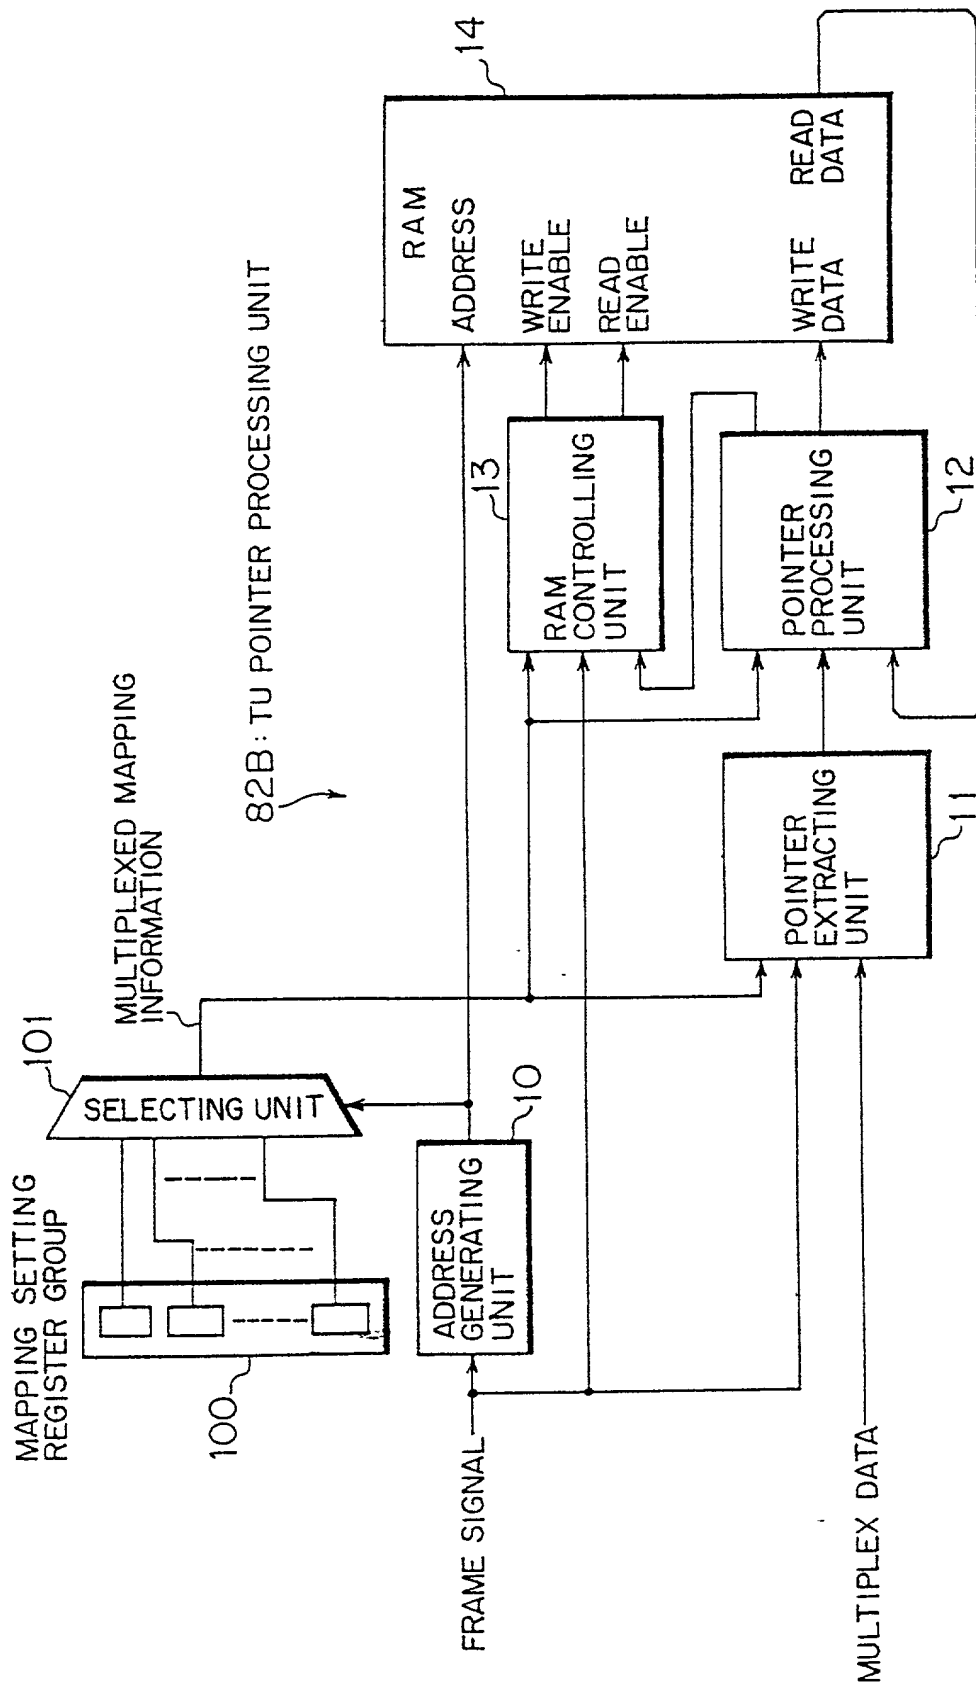 82B: TU POINTER PROCESSING UNIT
MAPPING SETTING
REGISTER GROUP
100
101
SELECTING UNIT
MULTIPLEXED MAPPING
INFORMATION
FRAME SIGNAL
ADDRESS
GENERATING
UNIT
10
13
RAM
CONTROLLING
UNIT
14
RAM
ADDRESS
WRITE
ENABLE
READ
ENABLE
WRITE
DATA
READ
DATA
MULTIPLEX DATA
POINTER
EXTRACTING
UNIT
11
POINTER
PROCESSING
UNIT
12